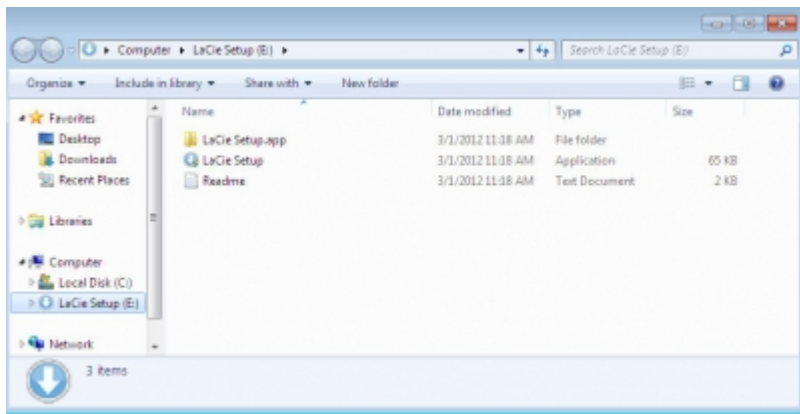 Computer ▸ LaCie Setup (E:) ▸ Search LaCie Setup (E:)
Organize Include in library Share with New folder
Name Date modified Type Size
Favorites
Desktop
Downloads
Recent Places
Libraries
Computer
Local Disk (C:)
LaCie Setup (E:)
Network
LaCie Setup.app 3/1/2012 11:18 AM File folder
LaCie Setup 3/1/2012 11:18 AM Application 65 KB
Readme 3/1/2012 11:18 AM Text Document 2 KB
3 items